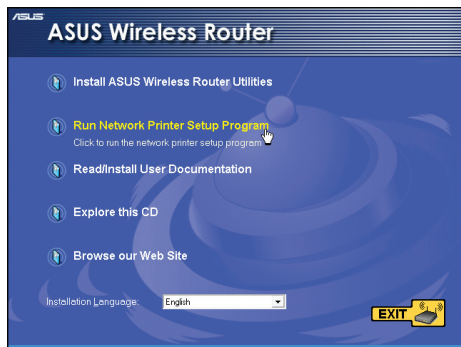 ASUS
ASUS Wireless Router
Install ASUS Wireless Router Utilities
Run Network Printer Setup Program
Click to run the network printer setup program
Read/Install User Documentation
Explore this CD
Browse our Web Site
Installation Language: English
EXIT